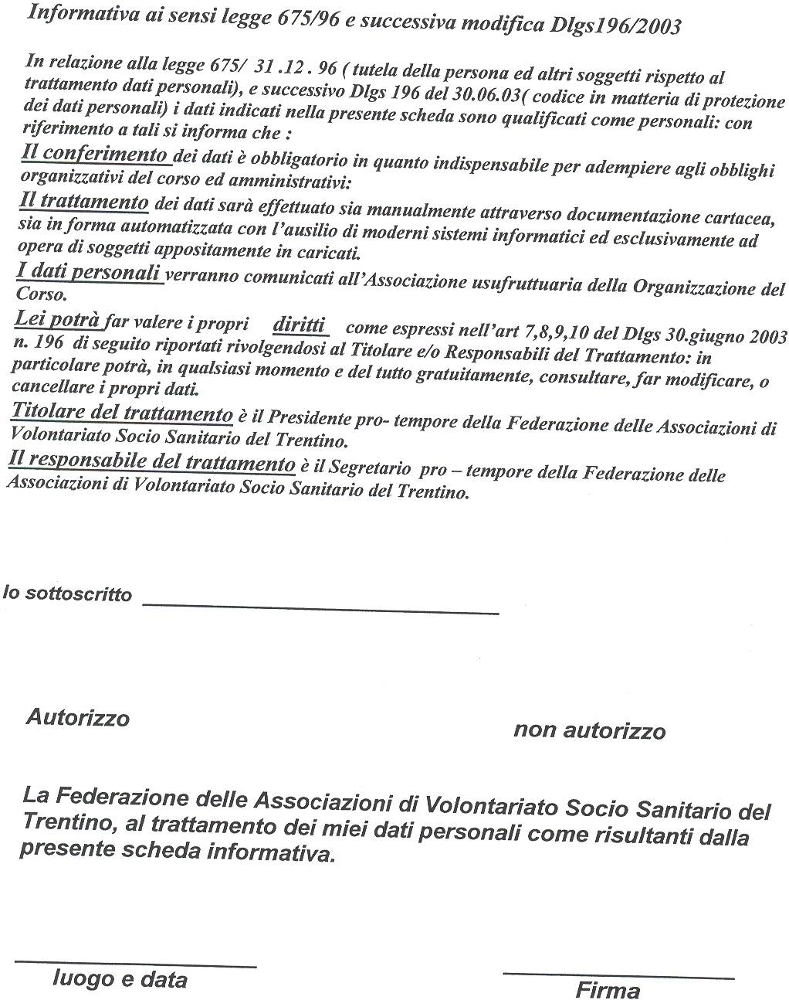 Informativa ai sensi legge 675/96 e successiva modifica Dlgs196/2003
In relazione alla legge 675/ 31 .12 . 96 ( tutela della persona ed altri soggetti rispetto al
trattamento dati personali), e successivo Dlgs 196 del 30.06.03( codice in matteria di protezione
dei dati personali) i dati indicati nella presente scheda sono qualificati come personali: con
riferimento a tali si informa che :
Il conferimento dei dati è obbligatorio in quanto indispensabile per adempiere agli obblighi
organizzativi del corso ed amministrativi:
Il trattamento dei dati sarà effettuato sia manualmente attraverso documentazione cartacea,
sia in forma automatizzata con l'ausilio di moderni sistemi informatici ed esclusivamente ad
opera di soggetti appositamente in caricati.
I dati personali verranno comunicati all'Associazione usufruttuaria della Organizzazione del
Corso.
Lei potrà far valere i propri diritti come espressi nell'art 7,8,9,10 del Dlgs 30.giugno 2003
n. 196 di seguito riportati rivolgendosi al Titolare e/o Responsabili del Trattamento: in
particolare potrà, in qualsiasi momento e del tutto gratuitamente, consultare, far modificare, o
cancellare i propri dati.
Titolare del trattamento è il Presidente pro- tempore della Federazione delle Associazioni di
Volontariato Socio Sanitario del Trentino.
Il responsabile del trattamento è il Segretario pro – tempore della Federazione delle
Associazioni di Volontariato Socio Sanitario del Trentino.
Io sottoscritto
Autorizzo non autorizzo
La Federazione delle Associazioni di Volontariato Socio Sanitario del
Trentino, al trattamento dei miei dati personali come risultanti dalla
presente scheda informativa.
luogo e data Firma